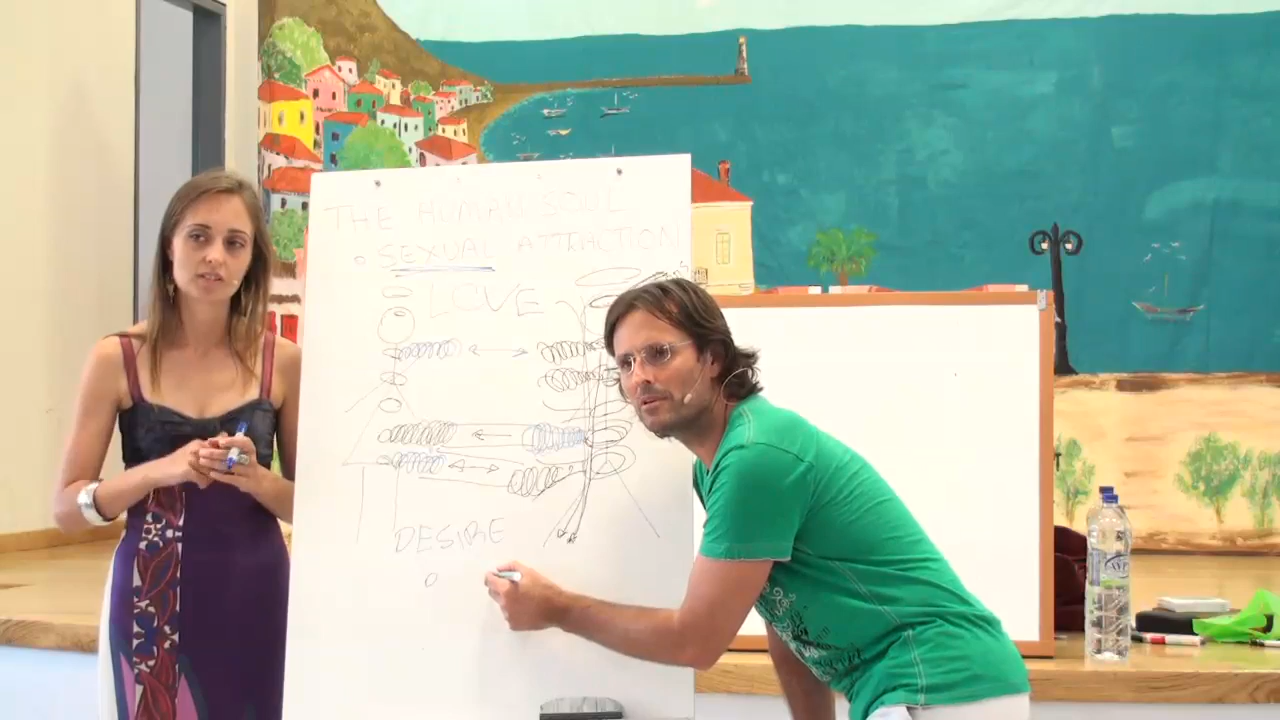 THE HUMAN SOUL
o SEXUAL ATTRACTION
LOVE
DESIRE